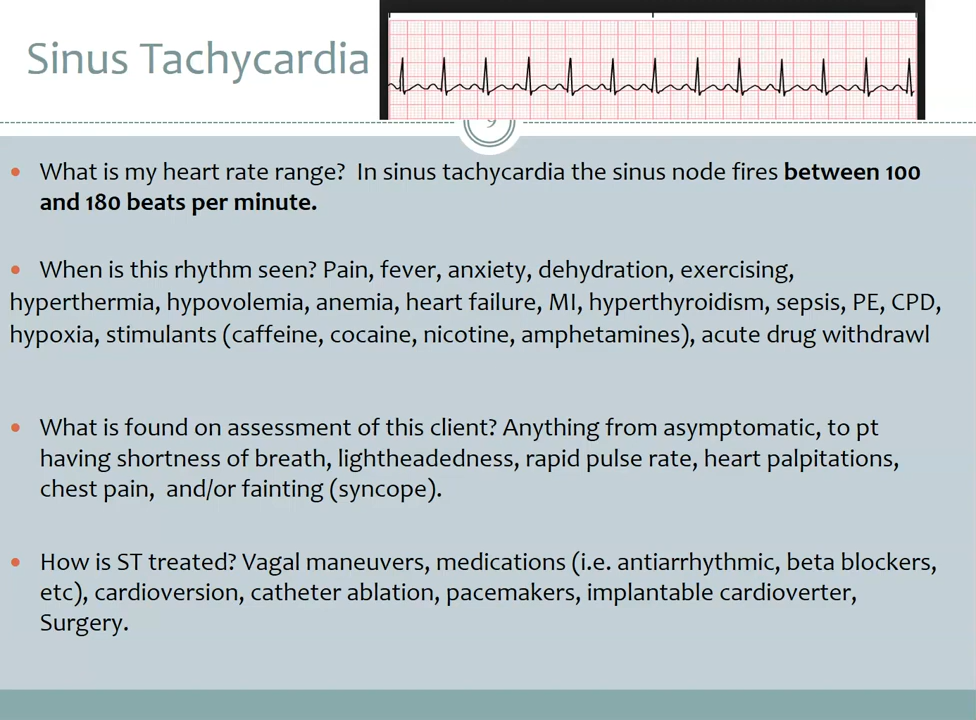 Sinus Tachycardia
9
• What is my heart rate range? In sinus tachycardia the sinus node fires between 100
and 180 beats per minute.
• When is this rhythm seen? Pain, fever, anxiety, dehydration, exercising,
hyperthermia, hypovolemia, anemia, heart failure, MI, hyperthyroidism, sepsis, PE, CPD,
hypoxia, stimulants (caffeine, cocaine, nicotine, amphetamines), acute drug withdrawl
• What is found on assessment of this client? Anything from asymptomatic, to pt
having shortness of breath, lightheadedness, rapid pulse rate, heart palpitations,
chest pain, and/or fainting (syncope).
• How is ST treated? Vagal maneuvers, medications (i.e. antiarrhythmic, beta blockers,
etc), cardioversion, catheter ablation, pacemakers, implantable cardioverter,
Surgery.